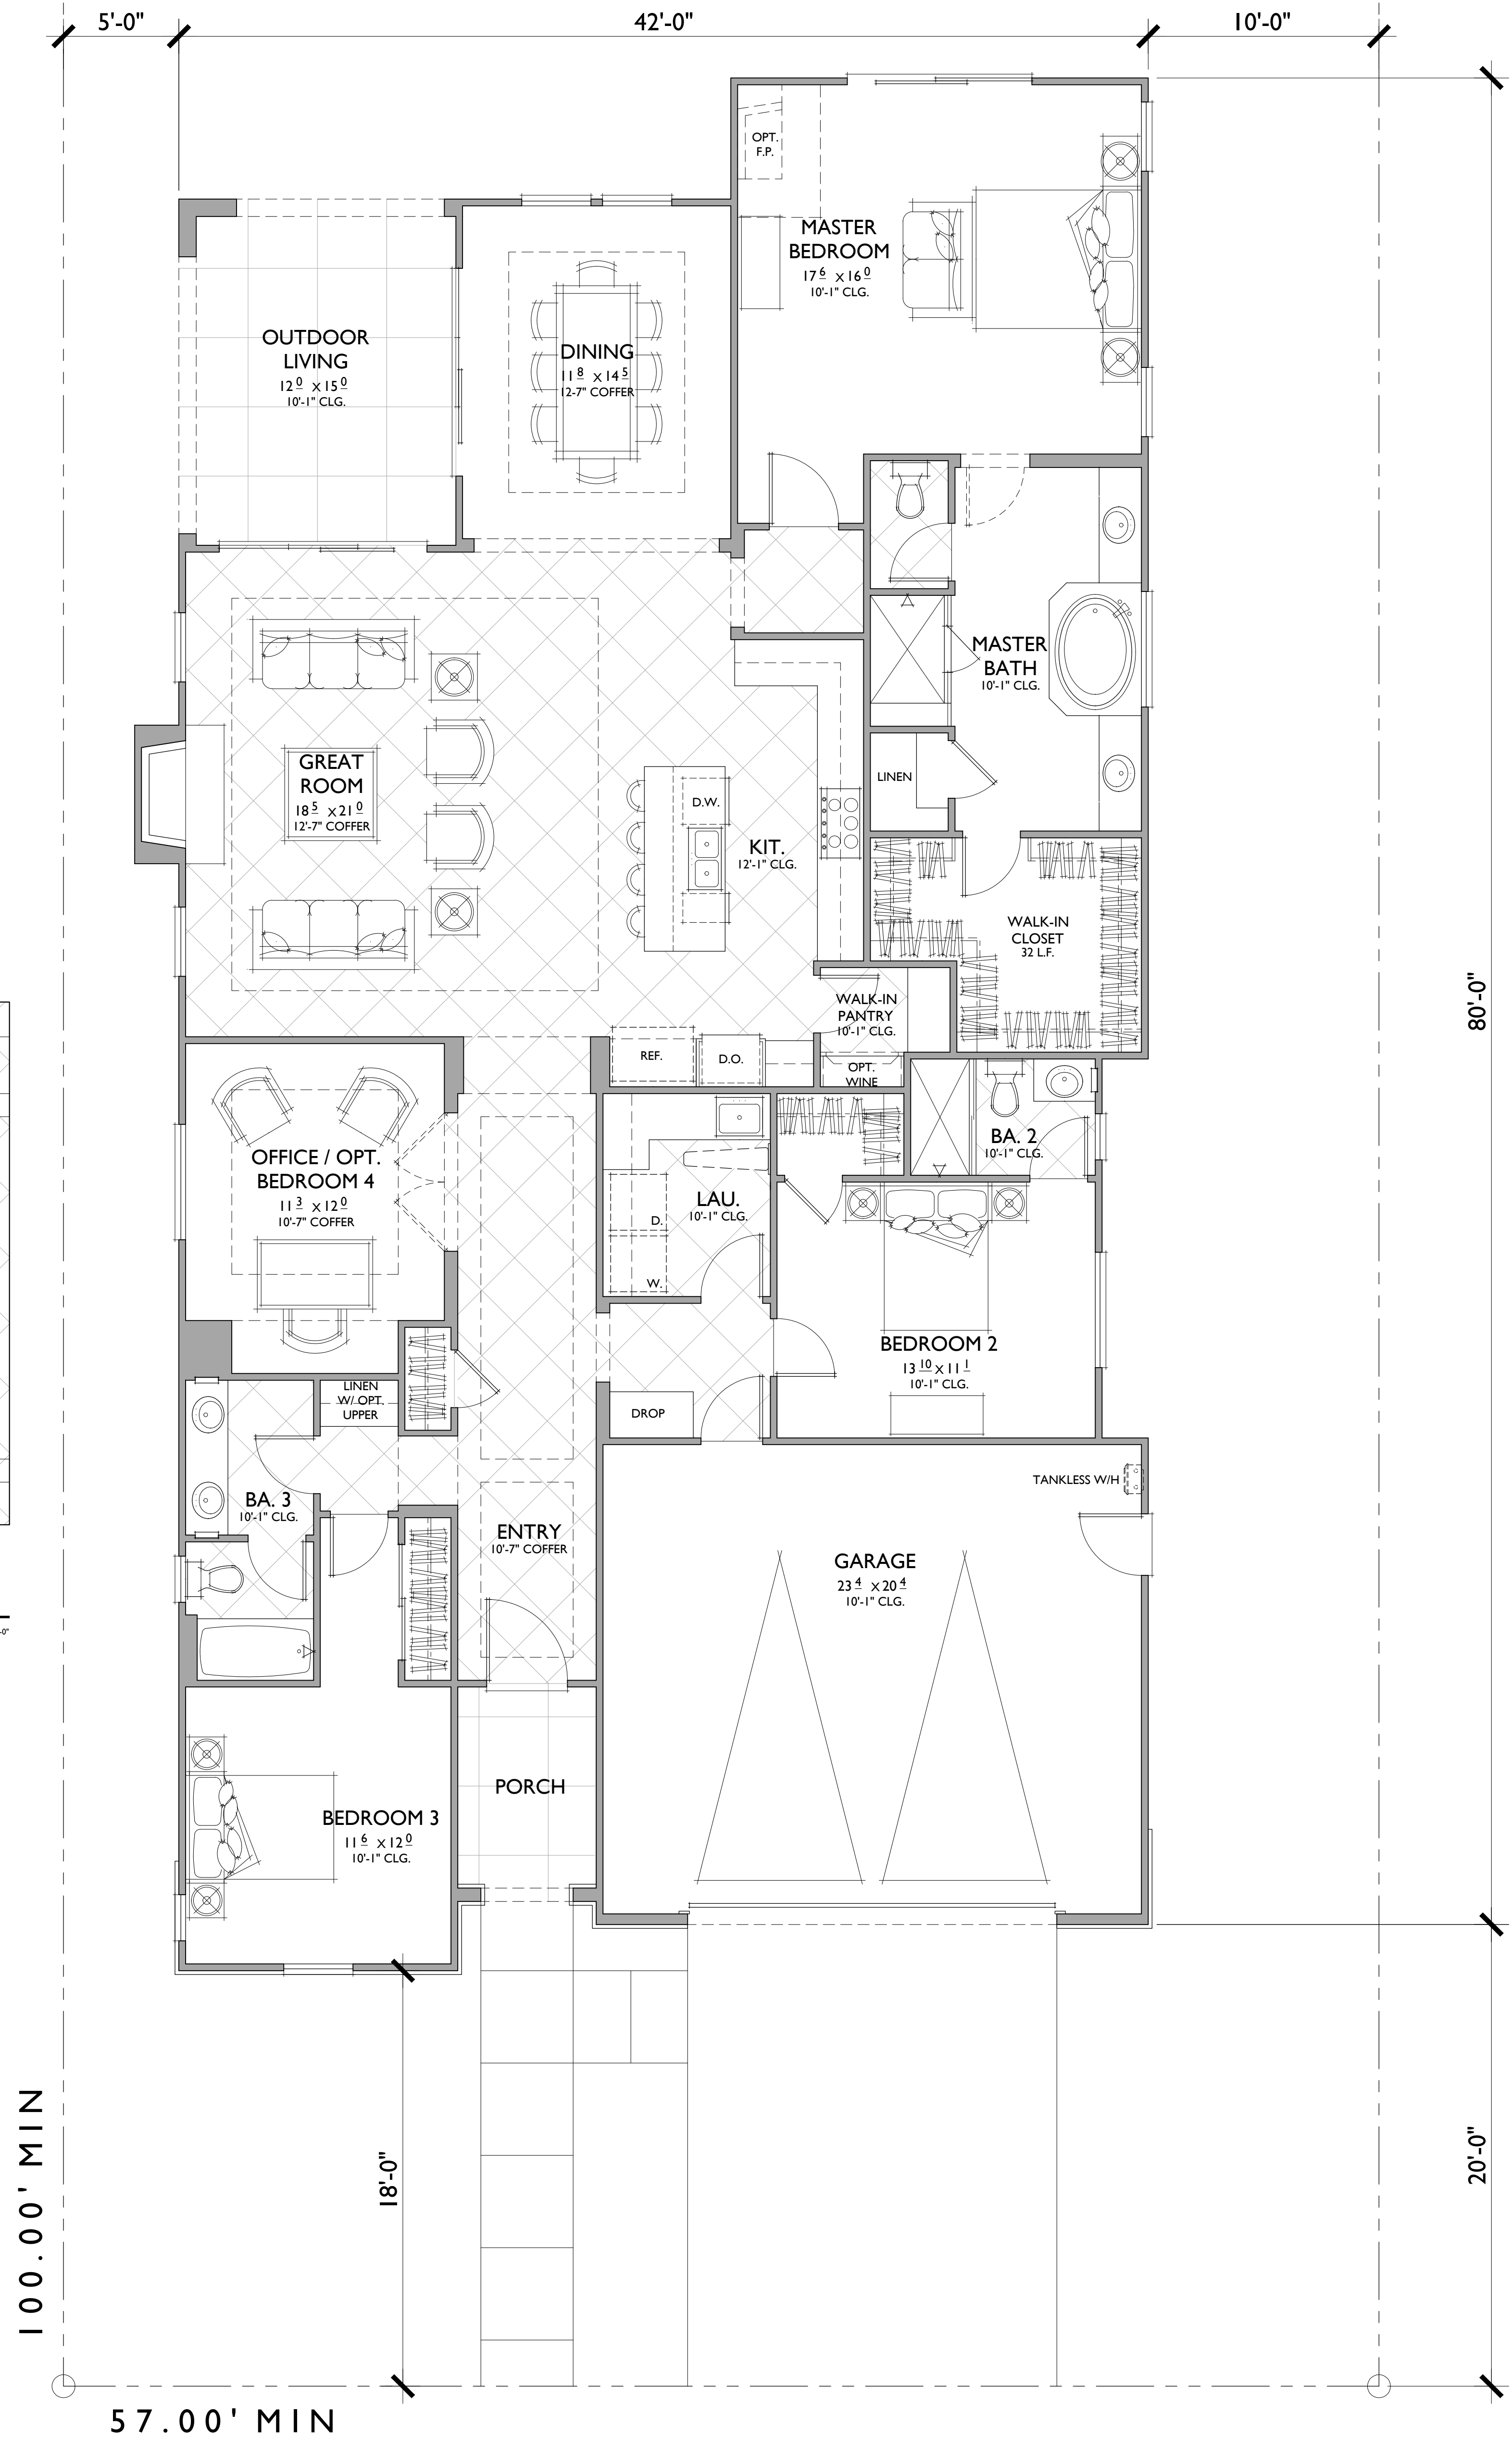 5'-0"
42'-0"
10'-0"
OPT.
F.P.
MASTER
BEDROOM
17 6 X 16 0
10'-1" CLG.
OUTDOOR
LIVING
12 0 X 15 0
10'-1" CLG.
DINING
11 8 X 14 5
12-7" COFFER
MASTER
BATH
10'-1" CLG.
LINEN
GREAT
ROOM
18 5 X 21 0
12'-7" COFFER
D.W.
KIT.
12'-1" CLG.
WALK-IN
CLOSET
32 L.F.
WALK-IN
PANTRY
10'-1" CLG.
80'-0"
REF.
D.O.
OPT.
WINE
OFFICE / OPT.
BEDROOM 4
11 3 X 12 0
10'-7" COFFER
BA. 2
10'-1" CLG.
LAU.
10'-1" CLG.
D.
W.
BEDROOM 2
13 10 X 11 1
10'-1" CLG.
LINEN
W/ OPT.
UPPER
DROP
TANKLESS W/H
BA. 3
10'-1" CLG.
ENTRY
10'-7" COFFER
GARAGE
23 4 X 20 4
10'-1" CLG.
PORCH
BEDROOM 3
11 6 X 12 0
10'-1" CLG.
18'-0"
20'-0"
100.00' MIN
57.00' MIN